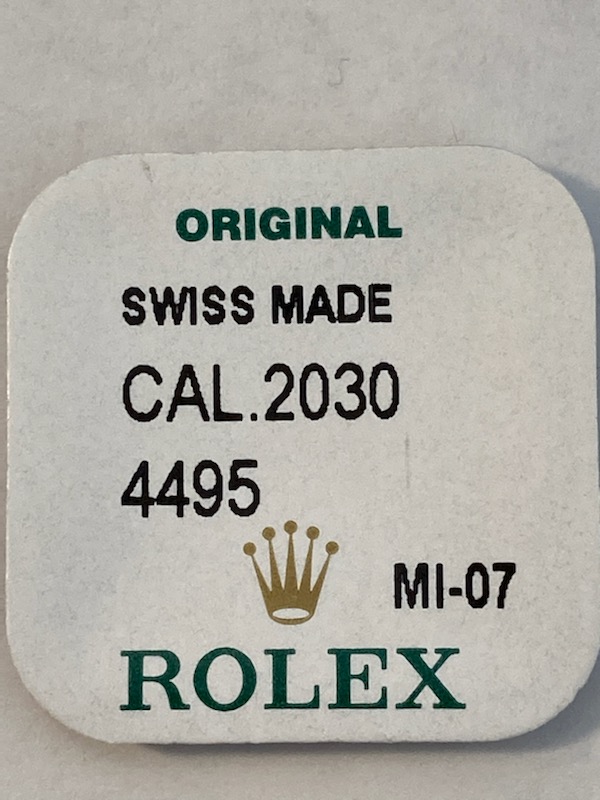 ORIGINAL
SWISS MADE
CAL.2030
4495
MI-07
ROLEX